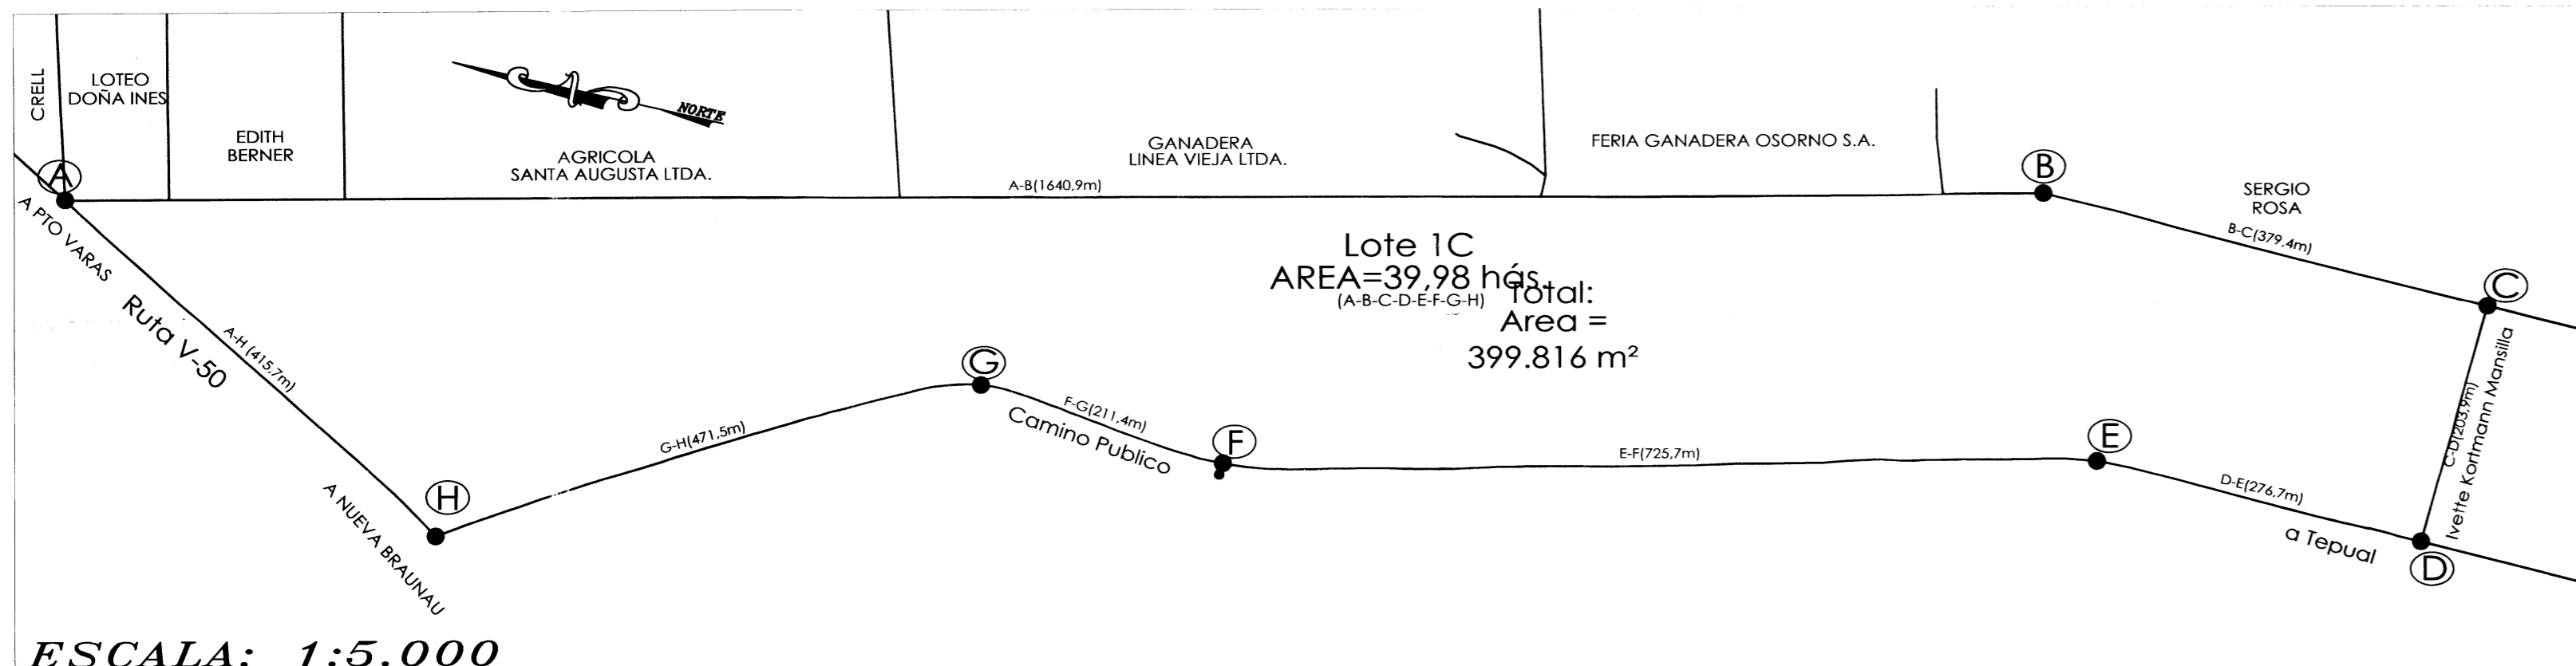 CRELL
LOTEO
DOÑA INES
EDITH
BERNER
NORTE
AGRICOLA
SANTA AUGUSTA LTDA.
GANADERA
LINEA VIEJA LTDA.
FERIA GANADERA OSORNO S.A.
A
A-B(1640,9m)
B
SERGIO
ROSA
B-C(379,4m)
C
A PTO VARAS
Ruta V-50
A-H (415,7m)
Lote 1C
AREA=39,98 hás.
(A-B-C-D-E-F-G-H)
Total:
Area =
399.816 m²
G
F-G(211,4m)
Camino Publico
G-H(471,5m)
F
E-F(725,7m)
E
D-E(276,7m)
C-D(203,9m)
Ivette Kortmann Mansilla
a Tepual
D
H
A NUEVA BRAUNAU
ESCALA: 1:5.000